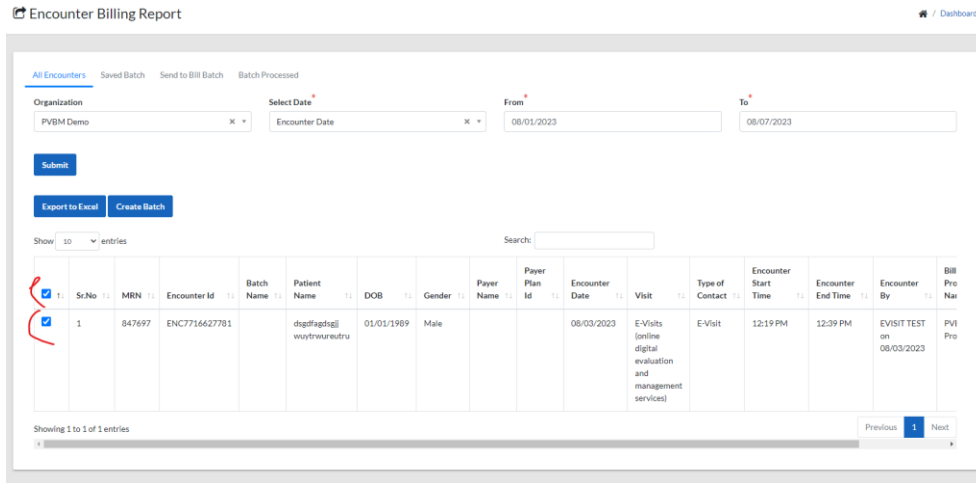 Encounter Billing Report
/ Dashboard
All Encounters Saved Batch Send to Bill Batch Batch Processed
Organization Select Date* From* To*
PVBM Demo × Encounter Date × 08/01/2023 08/07/2023
Submit
Export to Excel Create Batch
Show 10 entries Search:
Sr.No MRN Encounter Id Batch Name Patient Name DOB Gender Payer Name Payer Plan Id Encounter Date Visit Type of Contact Encounter Start Time Encounter End Time Encounter By Bill Pro Nar
1 847697 ENC7716627781 dsgdfagdsgjj wuytrwureutru 01/01/1989 Male 08/03/2023 E-Visits (online digital evaluation and management services) E-Visit 12:19 PM 12:39 PM EVISIT TEST on 08/03/2023 Pro
Showing 1 to 1 of 1 entries
Previous 1 Next